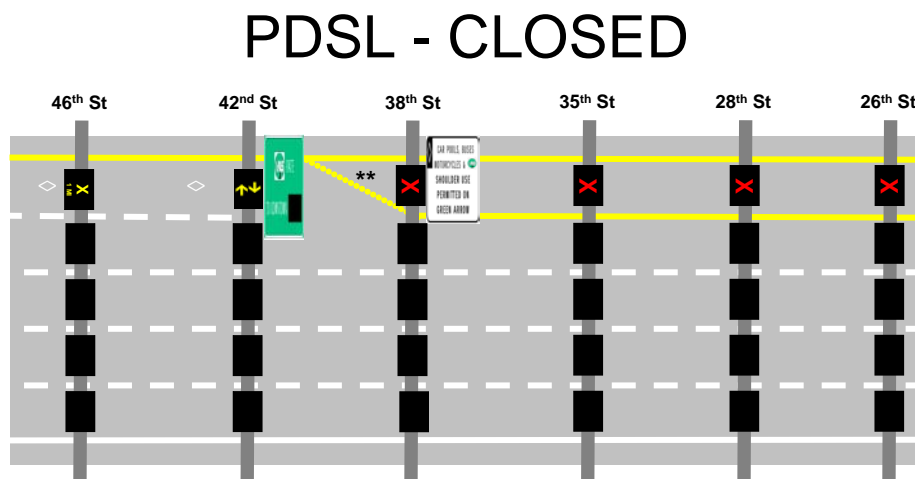 PDSL - CLOSED
46th St
42nd St
38th St
35th St
28th St
26th St
**
X
X
X
X
X
CAR POOLS, BUSES
MOTORCYCLES &
SHOULDER USE
PERMITTED ON
GREEN ARROW